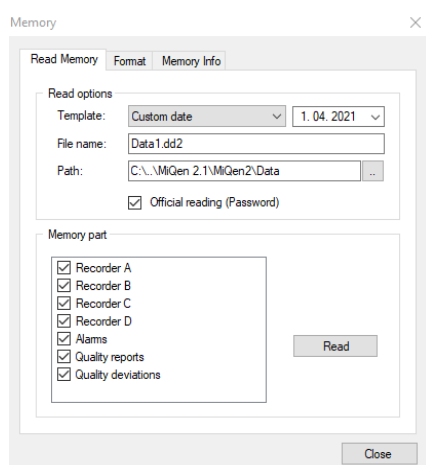 Memory
Read Memory Format Memory Info
Read options
Template: Custom date 1. 04. 2021
File name: Data1.dd2
Path: C:\..\MiQen 2.1\MiQen2\Data ..
Official reading (Password)
Memory part
Recorder A
Recorder B
Recorder C
Recorder D
Alarms
Quality reports
Quality deviations
Read
Close